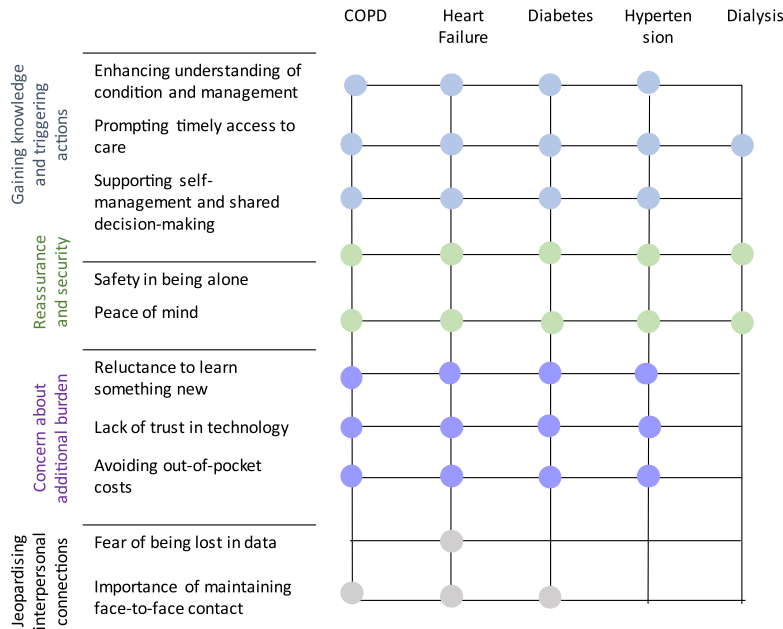 COPD
Heart
Failure
Diabetes
Hyperten
sion
Dialysis
Gaining knowledge
and triggering
actions
Enhancing understanding of
condition and management
Prompting timely access to
care
Supporting self-
management and shared
decision-making
Reassurance
and security
Safety in being alone
Peace of mind
Concern about
additional burden
Reluctance to learn
something new
Lack of trust in technology
Avoiding out-of-pocket
costs
Jeopardising
interpersonal
connections
Fear of being lost in data
Importance of maintaining
face-to-face contact